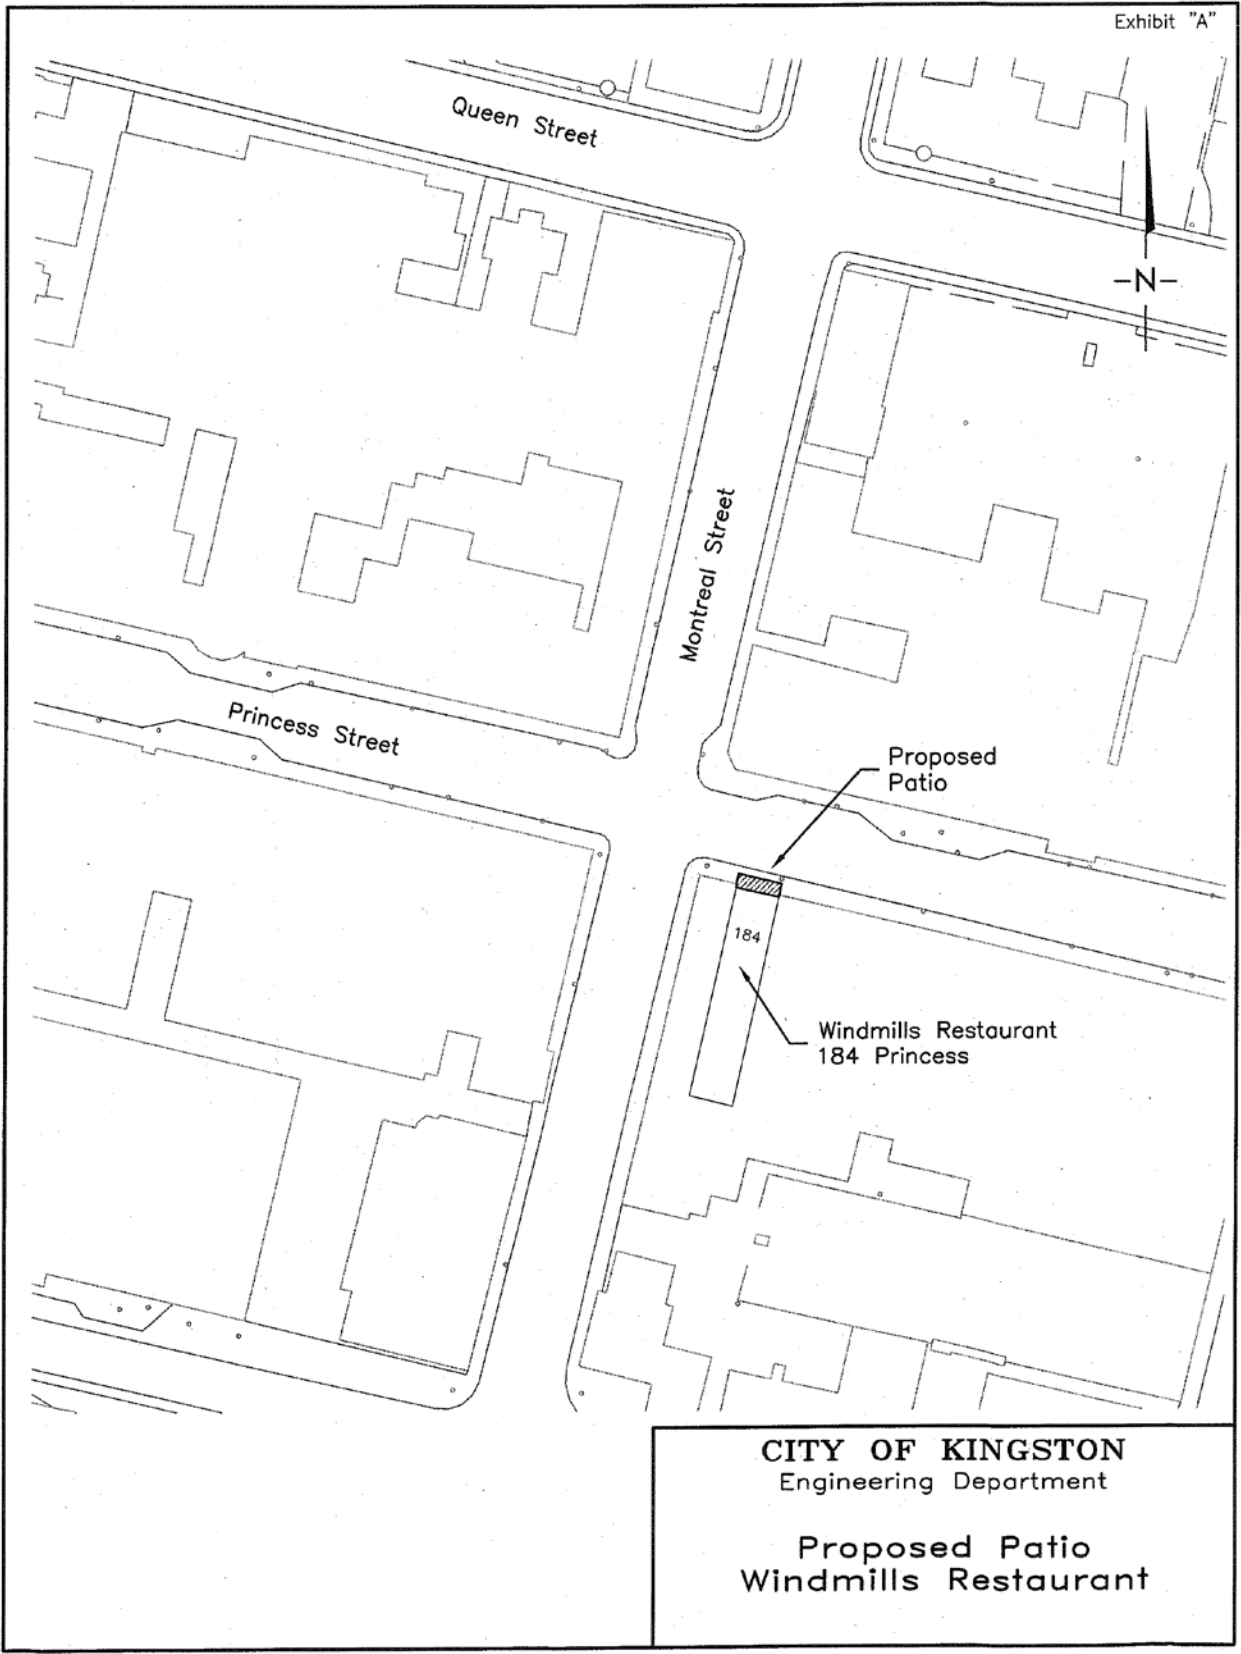 Exhibit "A"
Queen Street
-N-
Montreal Street
Princess Street
Proposed
Patio
184
Windmills Restaurant
184 Princess
CITY OF KINGSTON
Engineering Department
Proposed Patio
Windmills Restaurant